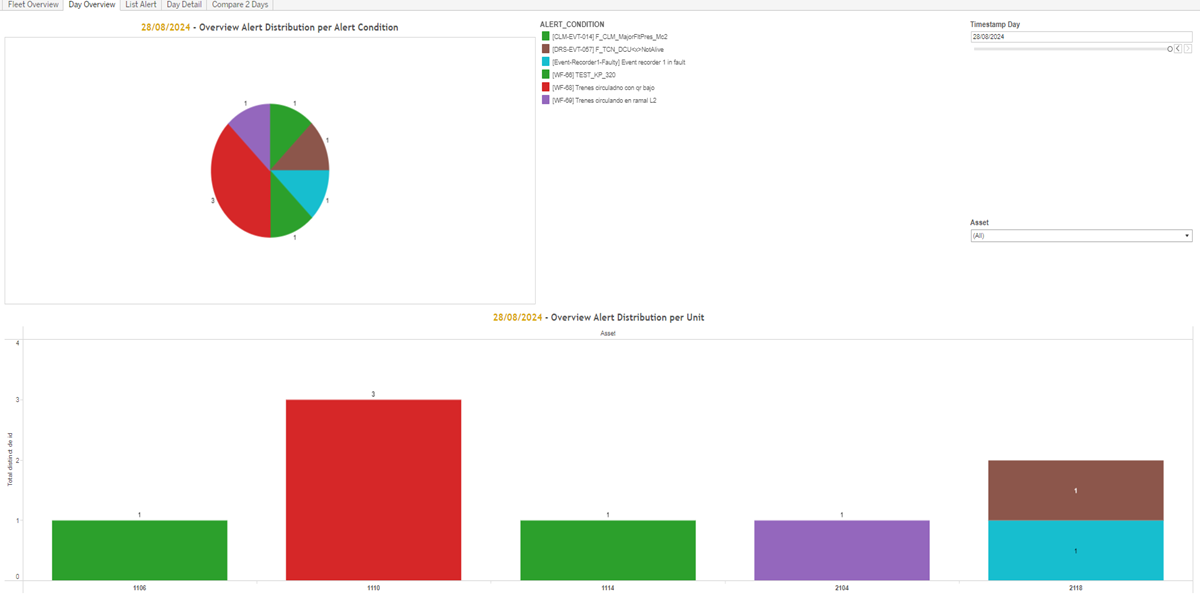 Fleet Overview Day Overview List Alert Day Detail Compare 2 Days
28/08/2024 - Overview Alert Distribution per Alert Condition
1
1
1
1
1
3
ALERT_CONDITION
[CLM-EVT-014] F_CLM_MajorFltPres_Mc2
[DRS-EVT-057] F_TCN_DCU<x>NotAlive
[Event-Recorder1-Faulty] Event recorder 1 in fault
[WF-66] TEST_KP_320
[WF-68] Trenes circuladno con qr bajo
[WF-69] Trenes circulando en ramal L2
Timestamp Day
28/08/2024
Asset
(All)
28/08/2024 - Overview Alert Distribution per Unit
Asset
Total distinct de id
4
3
2
1
0
1
3
1
1
1
1
1106 1110 1114 2104 2118